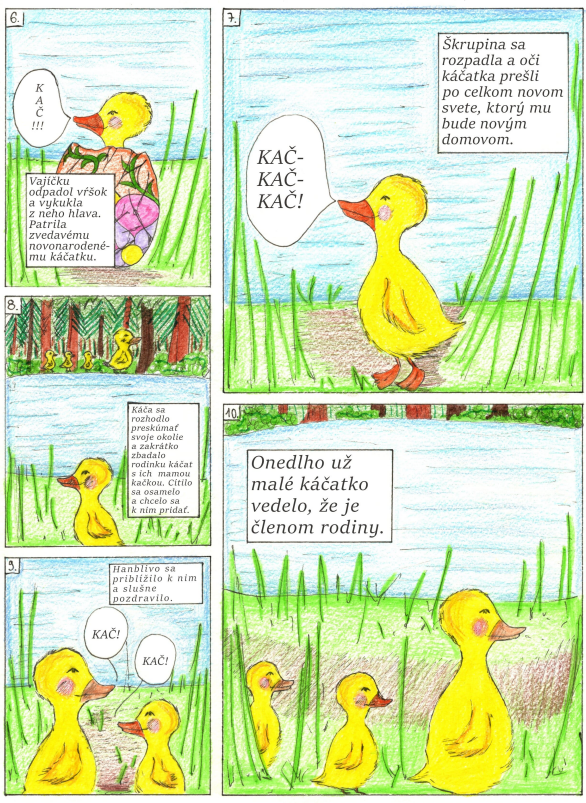 6.
K
A
Č
!!!
Vajíčku
odpadol vŕšok
a vykukla
z neho hlava.
Patrila
zvedavému
novonarodené-
mu káčatku.
7.
Škrupina sa
rozpadla a oči
káčatka prešli
po celkom novom
svete, ktorý mu
bude novým
domovom.
KAČ-
KAČ-
KAČ!
8.
Káča sa
rozhodlo
preskúmať
svoje okolie
a zakrátko
zbadalo
rodinku káčat
s ich mamou
kačkou. Cítilo
sa osamelo
a chcelo sa
k nim pridať.
9.
Hanblivo sa
priblížilo k nim
a slušne
pozdravilo.
KAČ!
KAČ!
10.
Onedlho už
malé káčatko
vedelo, že je
členom rodiny.